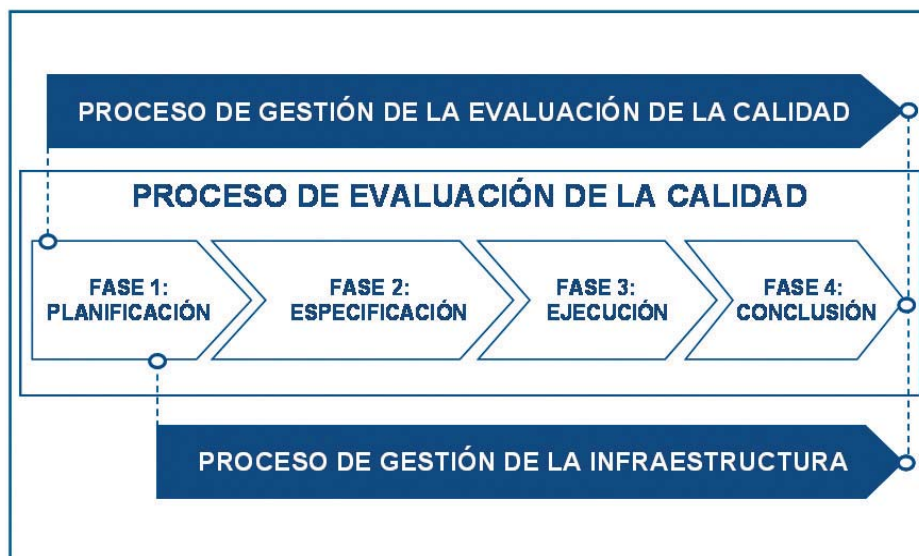 PROCESO DE GESTIÓN DE LA EVALUACIÓN DE LA CALIDAD
PROCESO DE EVALUACIÓN DE LA CALIDAD
FASE 1:
PLANIFICACIÓN
FASE 2:
ESPECIFICACIÓN
FASE 3:
EJECUCIÓN
FASE 4:
CONCLUSIÓN
PROCESO DE GESTIÓN DE LA INFRAESTRUCTURA